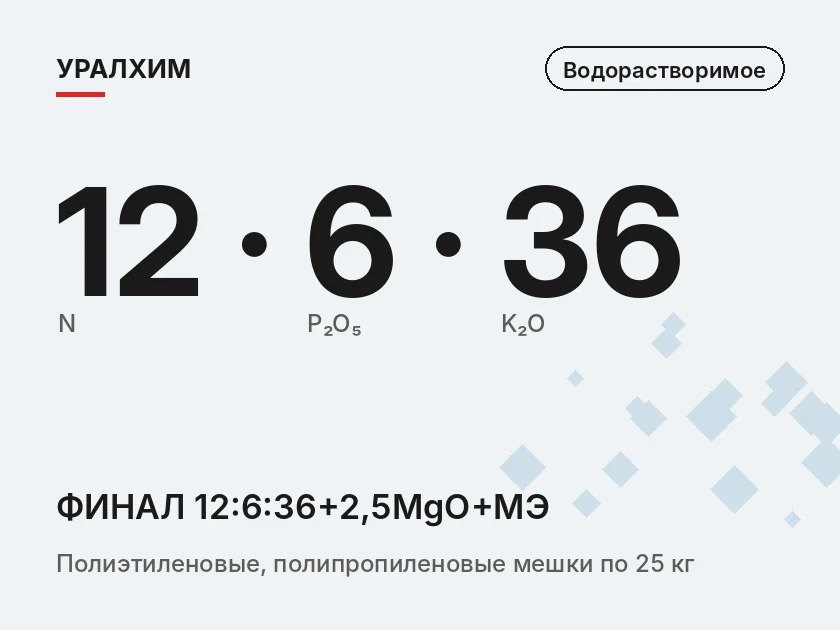 УРАЛХИМ
Водорастворимое
12 · 6 · 36
N P₂O₅ K₂O
ФИНАЛ 12:6:36+2,5MgO+МЭ
Полиэтиленовые, полипропиленовые мешки по 25 кг